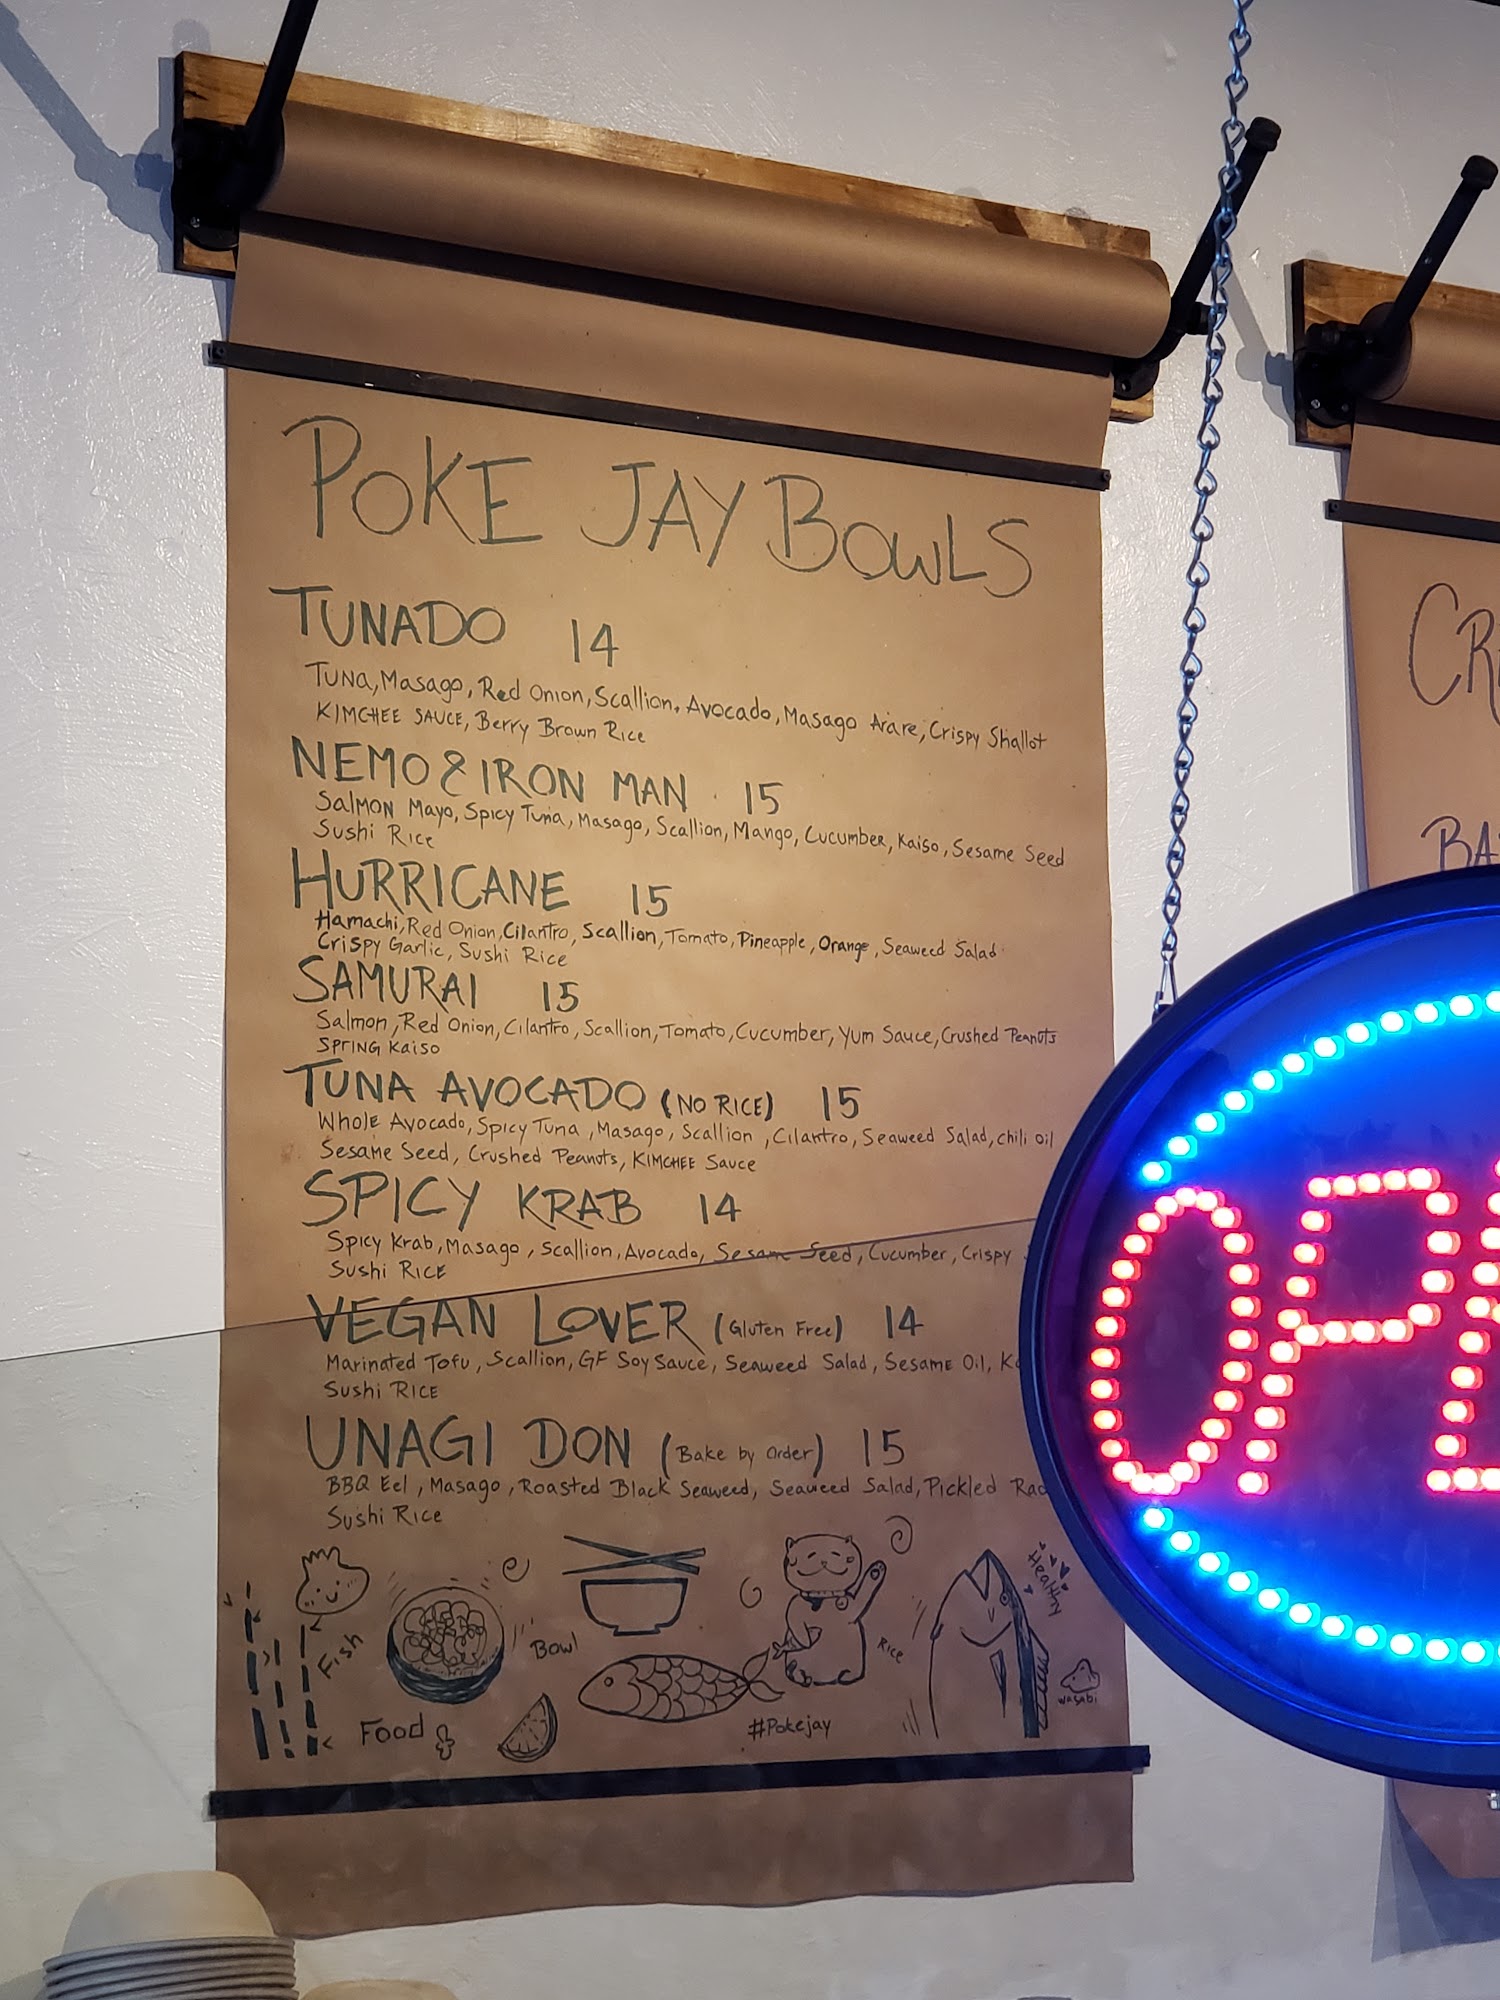 POKE JAY BOWLS
TUNADO 14
Tuna, Masago, Red Onion, Scallion, Avocado, Masago Arare, Crispy Shallot
KIMCHEE SAUCE, Berry Brown Rice
NEMO & IRON MAN 15
Salmon Mayo, Spicy Tuna, Masago, Scallion, Mango, Cucumber, Kaiso, Sesame Seed
Sushi Rice
HURRICANE 15
Hamachi, Red Onion, Cilantro, Scallion, Tomato, Pineapple, Orange, Seaweed Salad
Crispy Garlic, Sushi Rice
SAMURAI 15
Salmon, Red Onion, Cilantro, Scallion, Tomato, Cucumber, Yum Sauce, Crushed Peanuts
SPRING Kaiso
TUNA AVOCADO (NO RICE) 15
Whole Avocado, Spicy Tuna, Masago, Scallion, Cilantro, Seaweed Salad, chili oil
Sesame Seed, Crushed Peanuts, KIMCHEE Sauce
SPICY KRAB 14
Spicy Krab, Masago, Scallion, Avocado, Sesame Seed, Cucumber, Crispy
Sushi Rice
VEGAN LOVER (Gluten Free) 14
Marinated Tofu, Scallion, GF Soy Sauce, Seaweed Salad, Sesame Oil,
Sushi Rice
UNAGI DON (Bake by Order) 15
BBQ Eel, Masago, Roasted Black Seaweed, Seaweed Salad, Pickled
Sushi Rice
Healthy
Fish
Bowl
Rice
wasabi
Food
#Pokejay